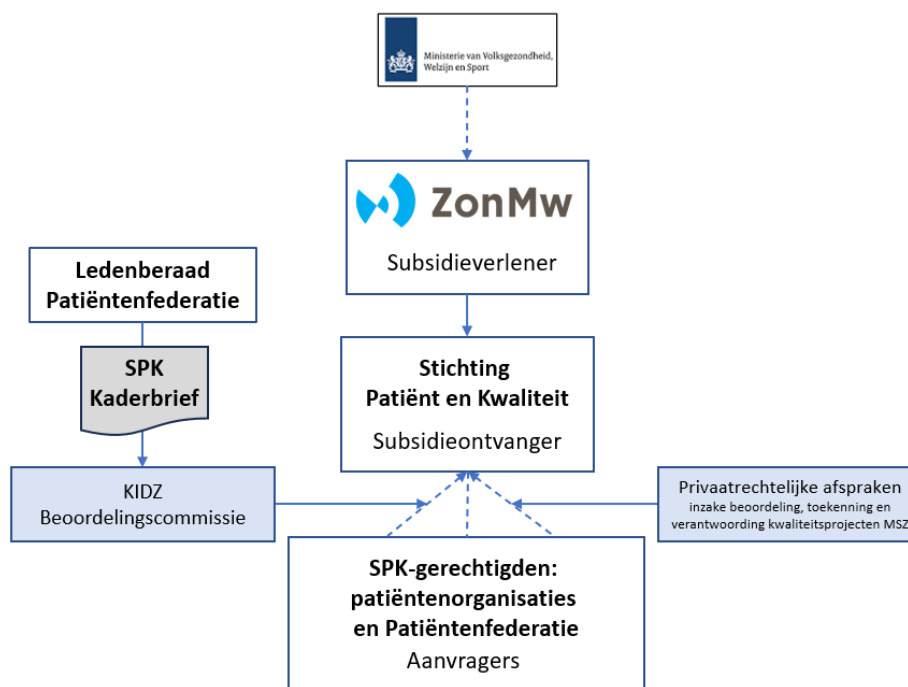 Ministerie van Volksgezondheid,
Welzijn en Sport
ZonMw
Subsidieverlener
Ledenberaad
Patiëntenfederatie
SPK
Kaderbrief
Stichting
Patiënt en Kwaliteit
Subsidieontvanger
KIDZ
Beoordelingscommissie
Privaatrechtelijke afspraken
inzake beoordeling, toekenning en
verantwoording kwaliteitsprojecten MSZ
SPK-gerechtigden:
patiëntenorganisaties
en Patiëntenfederatie
Aanvragers